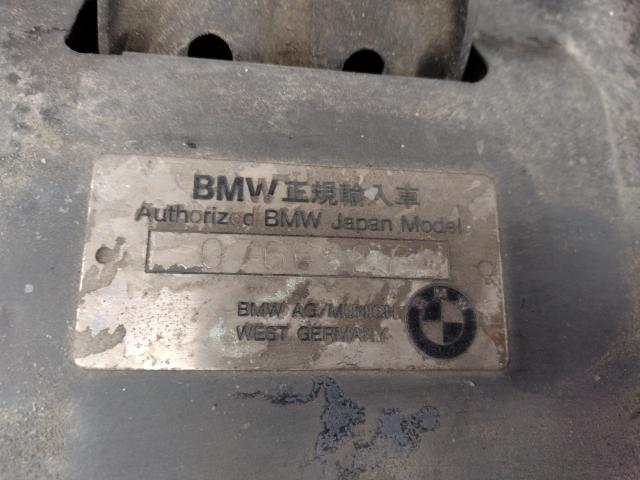 BMW正規輸入車
Authorized BMW Japan Model
BMW AG/MUNICH
WEST GERMANY